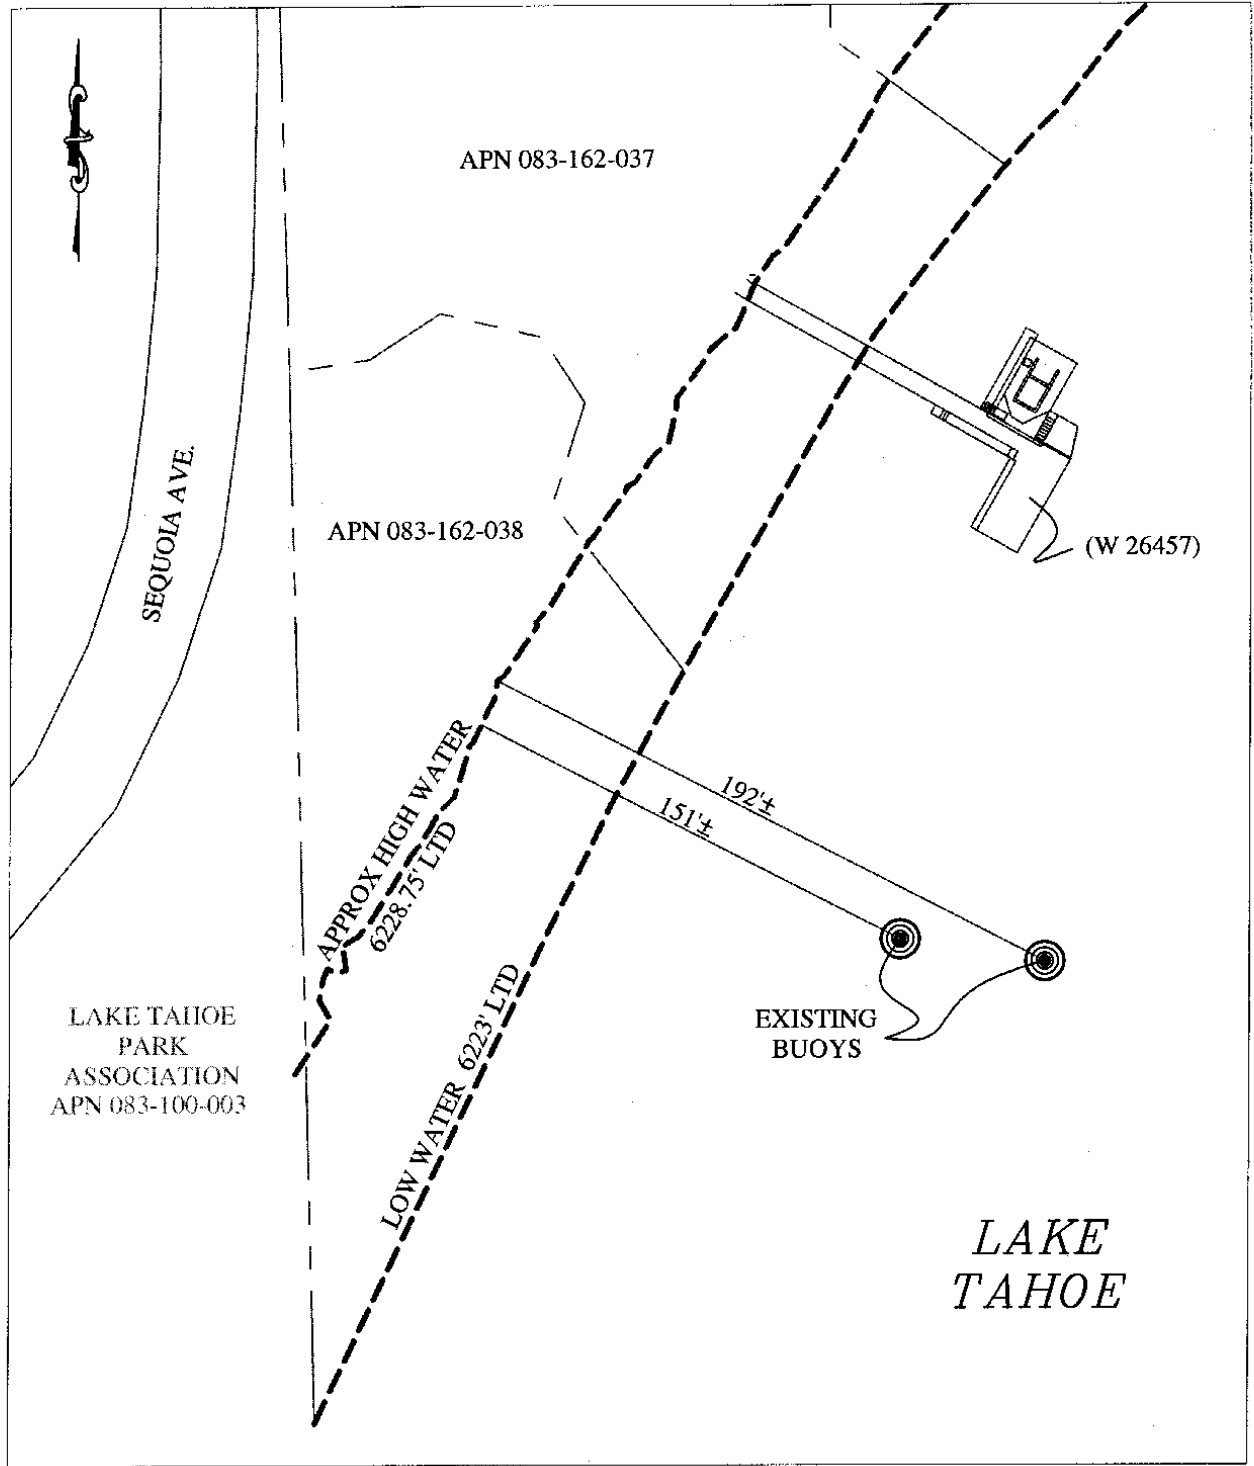 APN 083-162-037
SEQUOIA AVE.
APN 083-162-038
(W 26457)
APPROX HIGH WATER
6228.75' LTD
192'±
151'±
LOW WATER 6223' LTD
EXISTING
BUOYS
LAKE TAHOE
PARK
ASSOCIATION
APN 083-100-003
LAKE
TAHOE